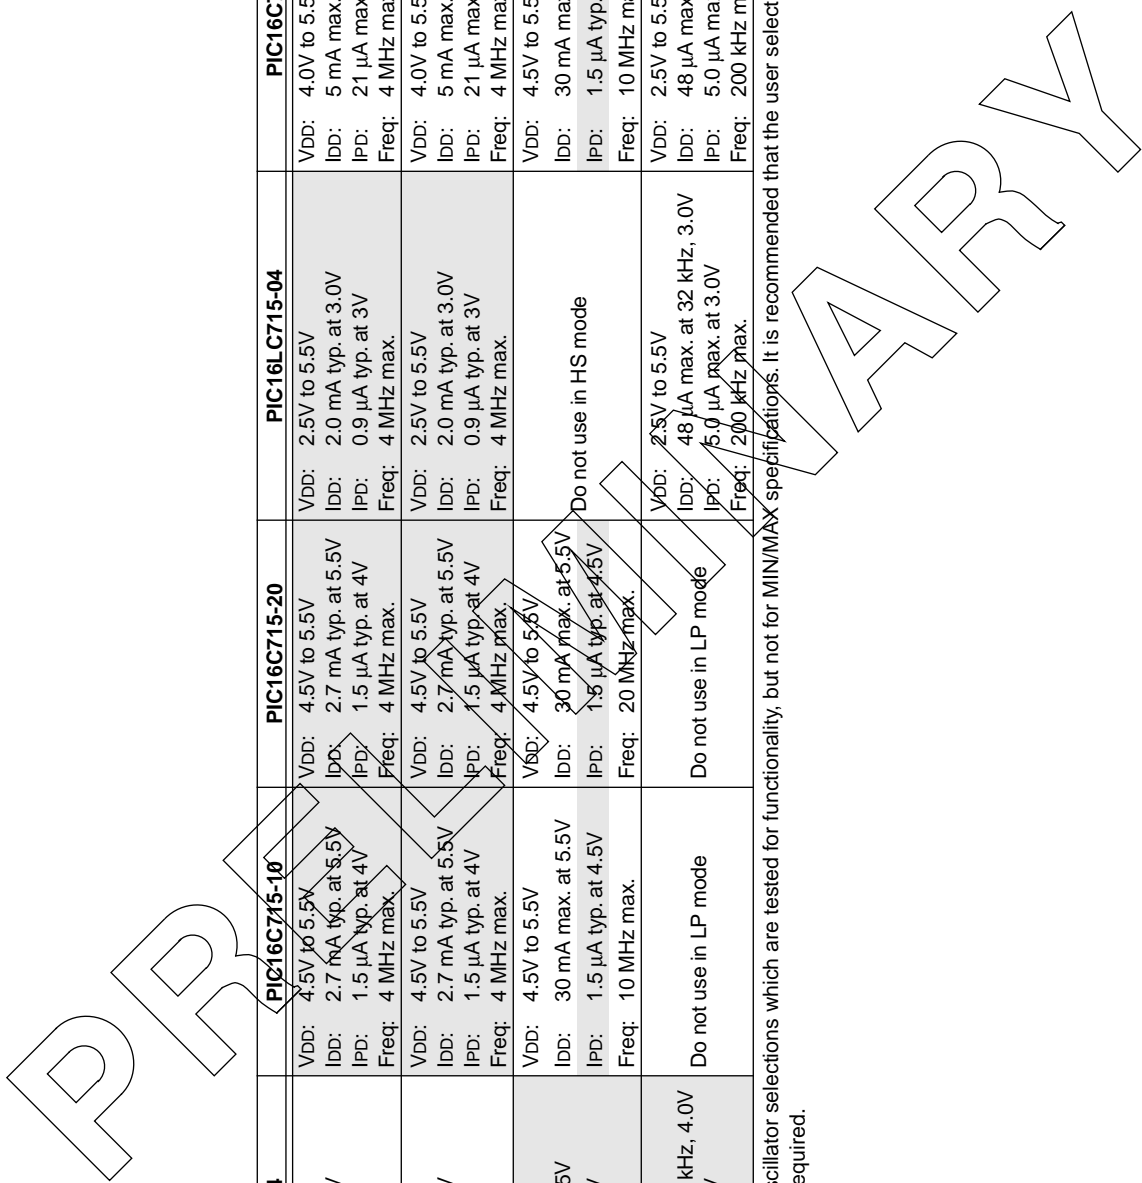 4 PIC16C715-10 PIC16C715-20 PIC16LC715-04 PIC16C7
VDD: 4.5V to 5.5V VDD: 4.5V to 5.5V VDD: 2.5V to 5.5V VDD: 4.0V to 5.5
V IDD: 2.7 mA typ. at 5.5V IDD: 2.7 mA typ. at 5.5V IDD: 2.0 mA typ. at 3.0V IDD: 5 mA max.
IPD: 1.5 µA typ. at 4V IPD: 1.5 µA typ. at 4V IPD: 0.9 µA typ. at 3V IPD: 21 µA max
Freq: 4 MHz max. Freq: 4 MHz max. Freq: 4 MHz max. Freq: 4 MHz max
VDD: 4.5V to 5.5V VDD: 4.5V to 5.5V VDD: 2.5V to 5.5V VDD: 4.0V to 5.5
V IDD: 2.7 mA typ. at 5.5V IDD: 2.7 mA typ. at 5.5V IDD: 2.0 mA typ. at 3.0V IDD: 5 mA max.
IPD: 1.5 µA typ. at 4V IPD: 1.5 µA typ. at 4V IPD: 0.9 µA typ. at 3V IPD: 21 µA max
Freq: 4 MHz max. Freq: 4 MHz max. Freq: 4 MHz max. Freq: 4 MHz max
VDD: 4.5V to 5.5V VDD: 4.5V to 5.5V Do not use in HS mode VDD: 4.5V to 5.5
5V IDD: 30 mA max. at 5.5V IDD: 30 mA max. at 5.5V IDD: 30 mA max
V IPD: 1.5 µA typ. at 4.5V IPD: 1.5 µA typ. at 4.5V IPD: 1.5 µA typ.
Freq: 10 MHz max. Freq: 20 MHz max. Freq: 10 MHz ma
VDD: 2.5V to 5.5V VDD: 2.5V to 5.5
kHz, 4.0V Do not use in LP mode Do not use in LP mode IDD: 48 µA max. at 32 kHz, 3.0V IDD: 48 µA max
V IPD: 5.0 µA max. at 3.0V IPD: 5.0 µA ma
Freq: 200 kHz max. Freq: 200 kHz m
scillator selections which are tested for functionality, but not for MIN/MAX specifications. It is recommended that the user select
equired.
PRELIMINARY